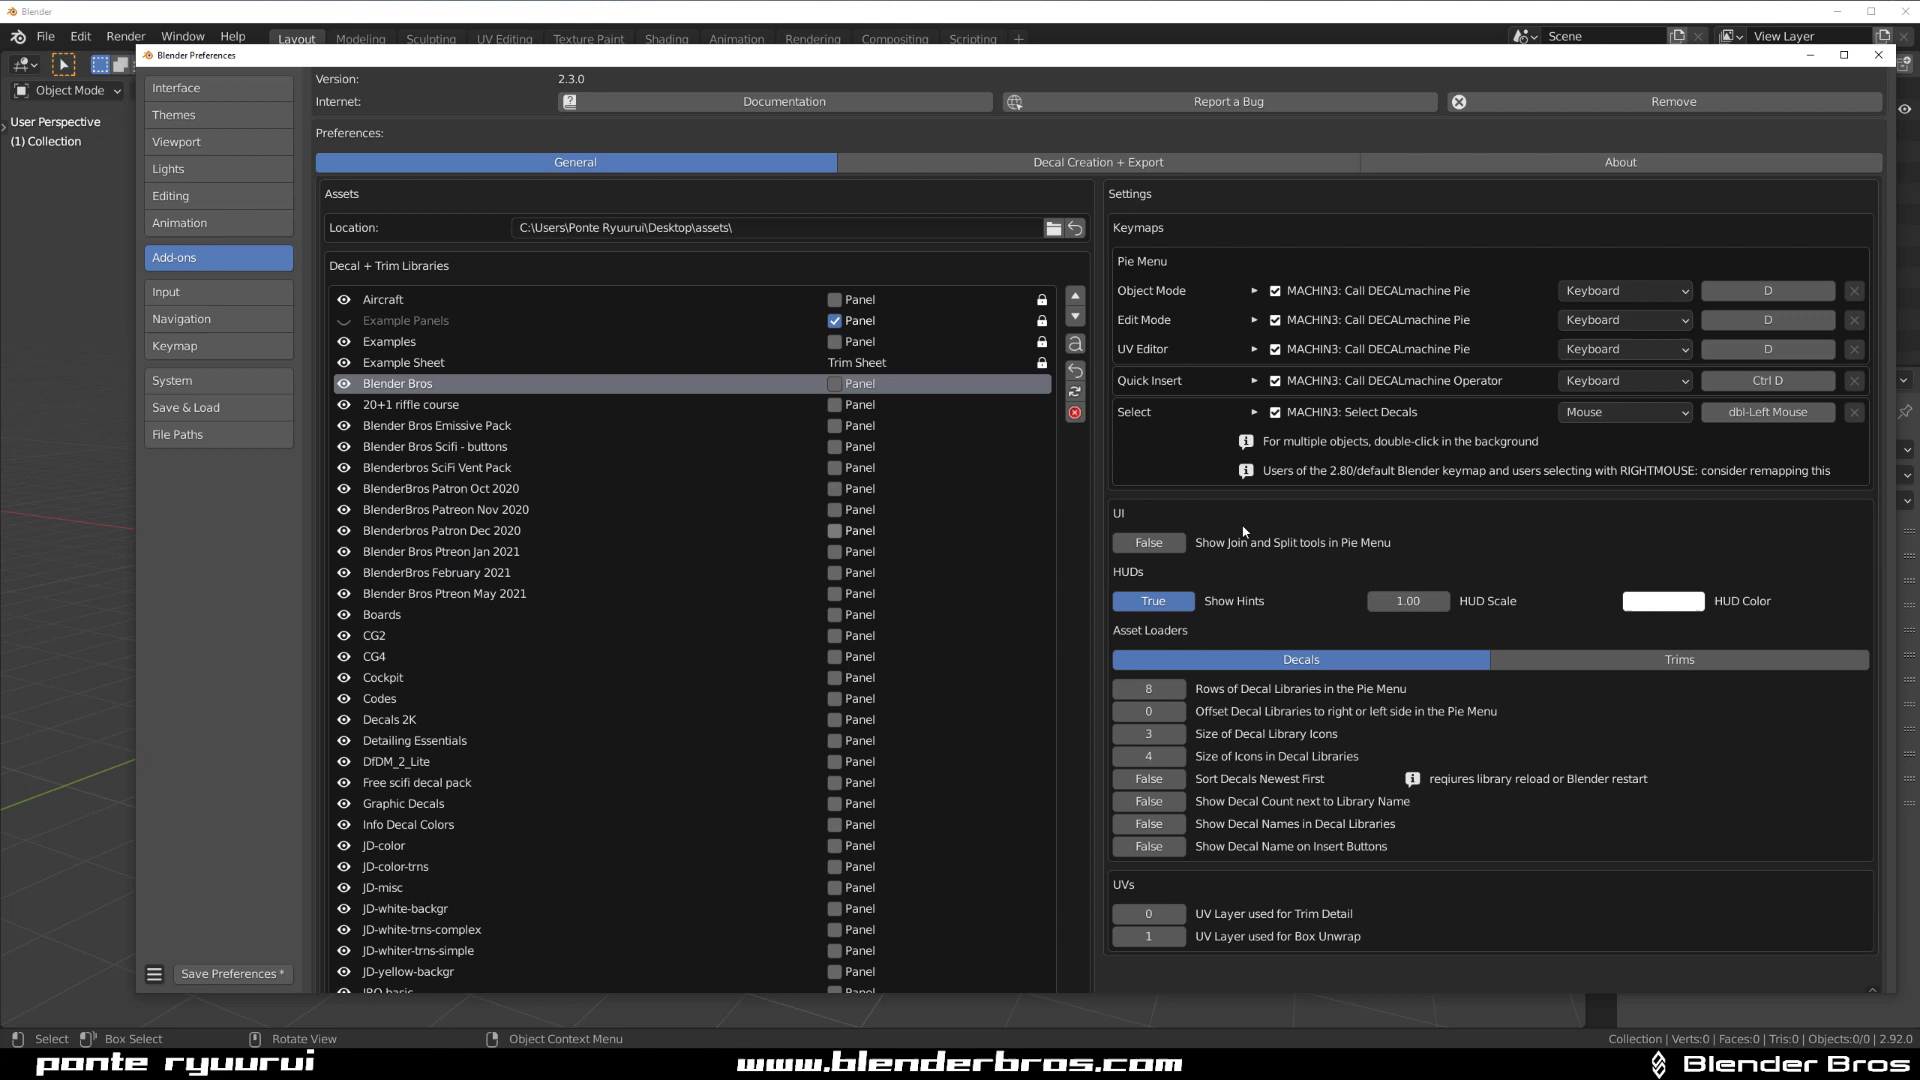 Blender
File Edit Render Window Help Layout Modeling Sculpting UV Editing Texture Paint Shading Animation Rendering Compositing Scripting + Scene View Layer
Blender Preferences
Object Mode
User Perspective
(1) Collection
Interface
Themes
Viewport
Lights
Editing
Animation
Add-ons
Input
Navigation
Keymap
System
Save & Load
File Paths
Save Preferences *
Version: 2.3.0
Internet: Documentation Report a Bug Remove
Preferences:
General Decal Creation + Export About
Assets
Location: C:\Users\Ponte Ryuurui\Desktop\assets\
Decal + Trim Libraries
Aircraft Panel
Example Panels Panel
Examples Panel
Example Sheet Trim Sheet
Blender Bros Panel
20+1 riffle course Panel
Blender Bros Emissive Pack Panel
Blender Bros Scifi - buttons Panel
Blenderbros SciFi Vent Pack Panel
BlenderBros Patron Oct 2020 Panel
BlenderBros Patreon Nov 2020 Panel
Blenderbros Patron Dec 2020 Panel
Blender Bros Ptreon Jan 2021 Panel
BlenderBros February 2021 Panel
Blender Bros Ptreon May 2021 Panel
Boards Panel
CG2 Panel
CG4 Panel
Cockpit Panel
Codes Panel
Decals 2K Panel
Detailing Essentials Panel
DfDM_2_Lite Panel
Free scifi decal pack Panel
Graphic Decals Panel
Info Decal Colors Panel
JD-color Panel
JD-color-trns Panel
JD-misc Panel
JD-white-backgr Panel
JD-white-trns-complex Panel
JD-whiter-trns-simple Panel
JD-yellow-backgr Panel
Settings
Keymaps
Pie Menu
Object Mode MACHIN3: Call DECALmachine Pie Keyboard D
Edit Mode MACHIN3: Call DECALmachine Pie Keyboard D
UV Editor MACHIN3: Call DECALmachine Pie Keyboard D
Quick Insert MACHIN3: Call DECALmachine Operator Keyboard Ctrl D
Select MACHIN3: Select Decals Mouse dbl-Left Mouse
For multiple objects, double-click in the background
Users of the 2.80/default Blender keymap and users selecting with RIGHTMOUSE: consider remapping this
UI
False Show Join and Split tools in Pie Menu
HUDs
True Show Hints 1.00 HUD Scale HUD Color
Asset Loaders
Decals Trims
8 Rows of Decal Libraries in the Pie Menu
0 Offset Decal Libraries to right or left side in the Pie Menu
3 Size of Decal Library Icons
4 Size of Icons in Decal Libraries
False Sort Decals Newest First reqiures library reload or Blender restart
False Show Decal Count next to Library Name
False Show Decal Names in Decal Libraries
False Show Decal Name on Insert Buttons
UVs
0 UV Layer used for Trim Detail
1 UV Layer used for Box Unwrap
Select Box Select Rotate View Object Context Menu Collection | Verts:0 | Faces:0 | Tris:0 | Objects:0/0 | 2.92.0
ponte ryuurui www.blenderbros.com Blender Bros